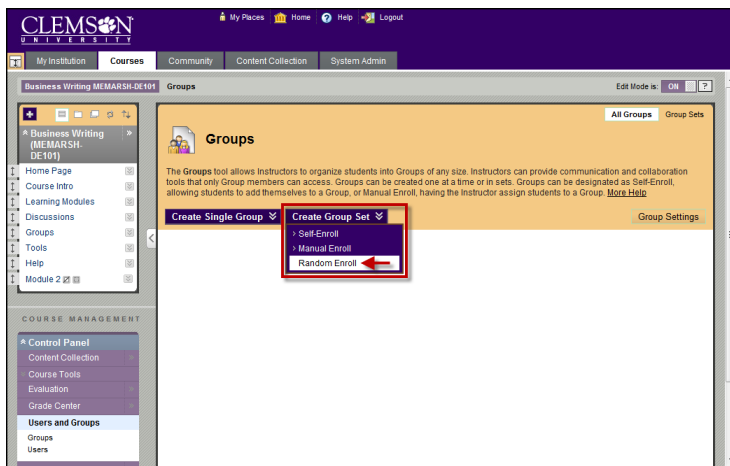 CLEMSON
UNIVERSITY
My Places Home Help Logout
My Institution Courses Community Content Collection System Admin
Business Writing MEMARSH-DE101 Groups Edit Mode is: ON ?
All Groups Group Sets
Business Writing
(MEMARSH-
DE101)
Home Page
Course Intro
Learning Modules
Discussions
Groups
Tools
Help
Module 2
COURSE MANAGEMENT
Control Panel
Content Collection
Course Tools
Evaluation
Grade Center
Users and Groups
Groups
Users
Groups
The Groups tool allows Instructors to organize students into Groups of any size. Instructors can provide communication and collaboration
tools that only Group members can access. Groups can be created one at a time or in sets. Groups can be designated as Self-Enroll,
allowing students to add themselves to a Group, or Manual Enroll, having the Instructor assign students to a Group. More Help
Create Single Group Create Group Set Group Settings
> Self-Enroll
> Manual Enroll
Random Enroll